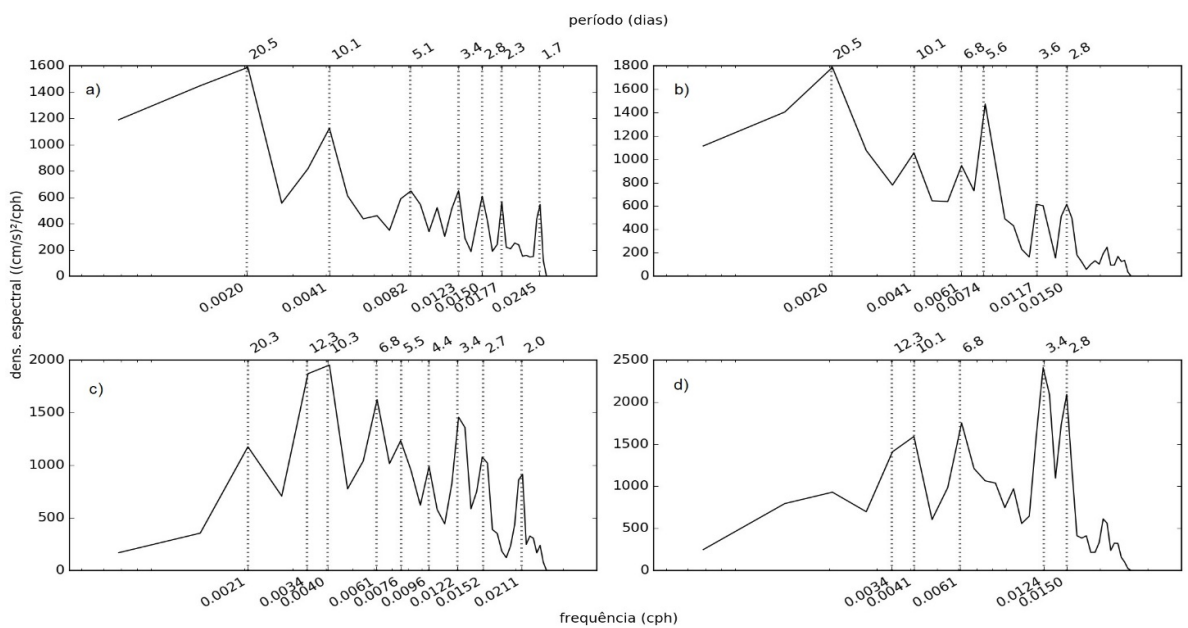 período (dias)
20.5 10.1 5.1 3.4 2.8 2.3 1.7
20.5 10.1 6.8 5.6 3.6 2.8
a)
1600
1400
1200
1000
800
600
400
200
0
0.0020 0.0041 0.0082 0.0123 0.0150 0.0177 0.0245
b)
1800
1600
1400
1200
1000
800
600
400
200
0
0.0020 0.0041 0.0061 0.0074 0.0117 0.0150
dens. espectral ((cm/s)²/cph)
20.3 12.3 10.3 6.8 5.5 4.4 3.4 2.7 2.0
12.3 10.1 6.8 3.4 2.8
c)
2000
1500
1000
500
0
0.0021 0.0034 0.0040 0.0061 0.0076 0.0096 0.0122 0.0152 0.0211
d)
2500
2000
1500
1000
500
0
0.0034 0.0041 0.0061 0.0124 0.0150
frequência (cph)